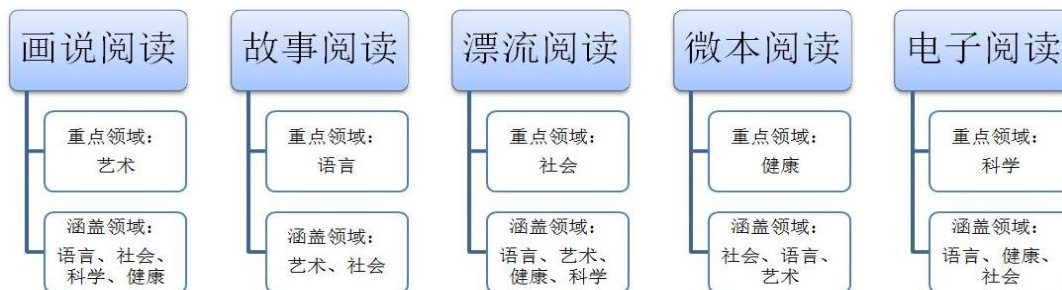 画说阅读
重点领域：
艺术
涵盖领域：
语言、社会、
科学、健康
故事阅读
重点领域：
语言
涵盖领域：
艺术、社会
漂流阅读
重点领域：
社会
涵盖领域：
语言、艺术、
健康、科学
微本阅读
重点领域：
健康
涵盖领域：
社会、语言、
艺术
电子阅读
重点领域：
科学
涵盖领域：
语言、健康、
社会